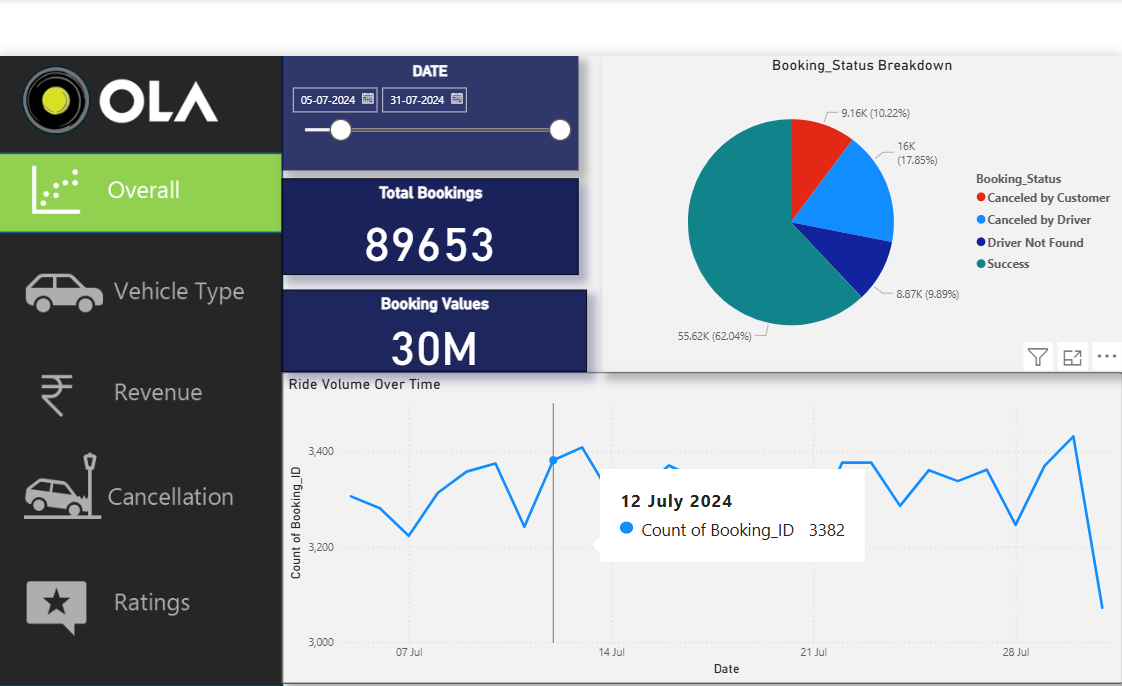 OLA
Overall
Vehicle Type
Revenue
Cancellation
Ratings
DATE
05-07-2024
31-07-2024
Total Bookings
89653
Booking Values
30M
Booking_Status Breakdown
9.16K (10.22%)
16K
(17.85%)
8.87K (9.89%)
55.62K (62.04%)
Booking_Status
Canceled by Customer
Canceled by Driver
Driver Not Found
Success
Ride Volume Over Time
Count of Booking_ID
3,400
3,200
3,000
12 July 2024
Count of Booking_ID 3382
07 Jul
14 Jul
21 Jul
28 Jul
Date